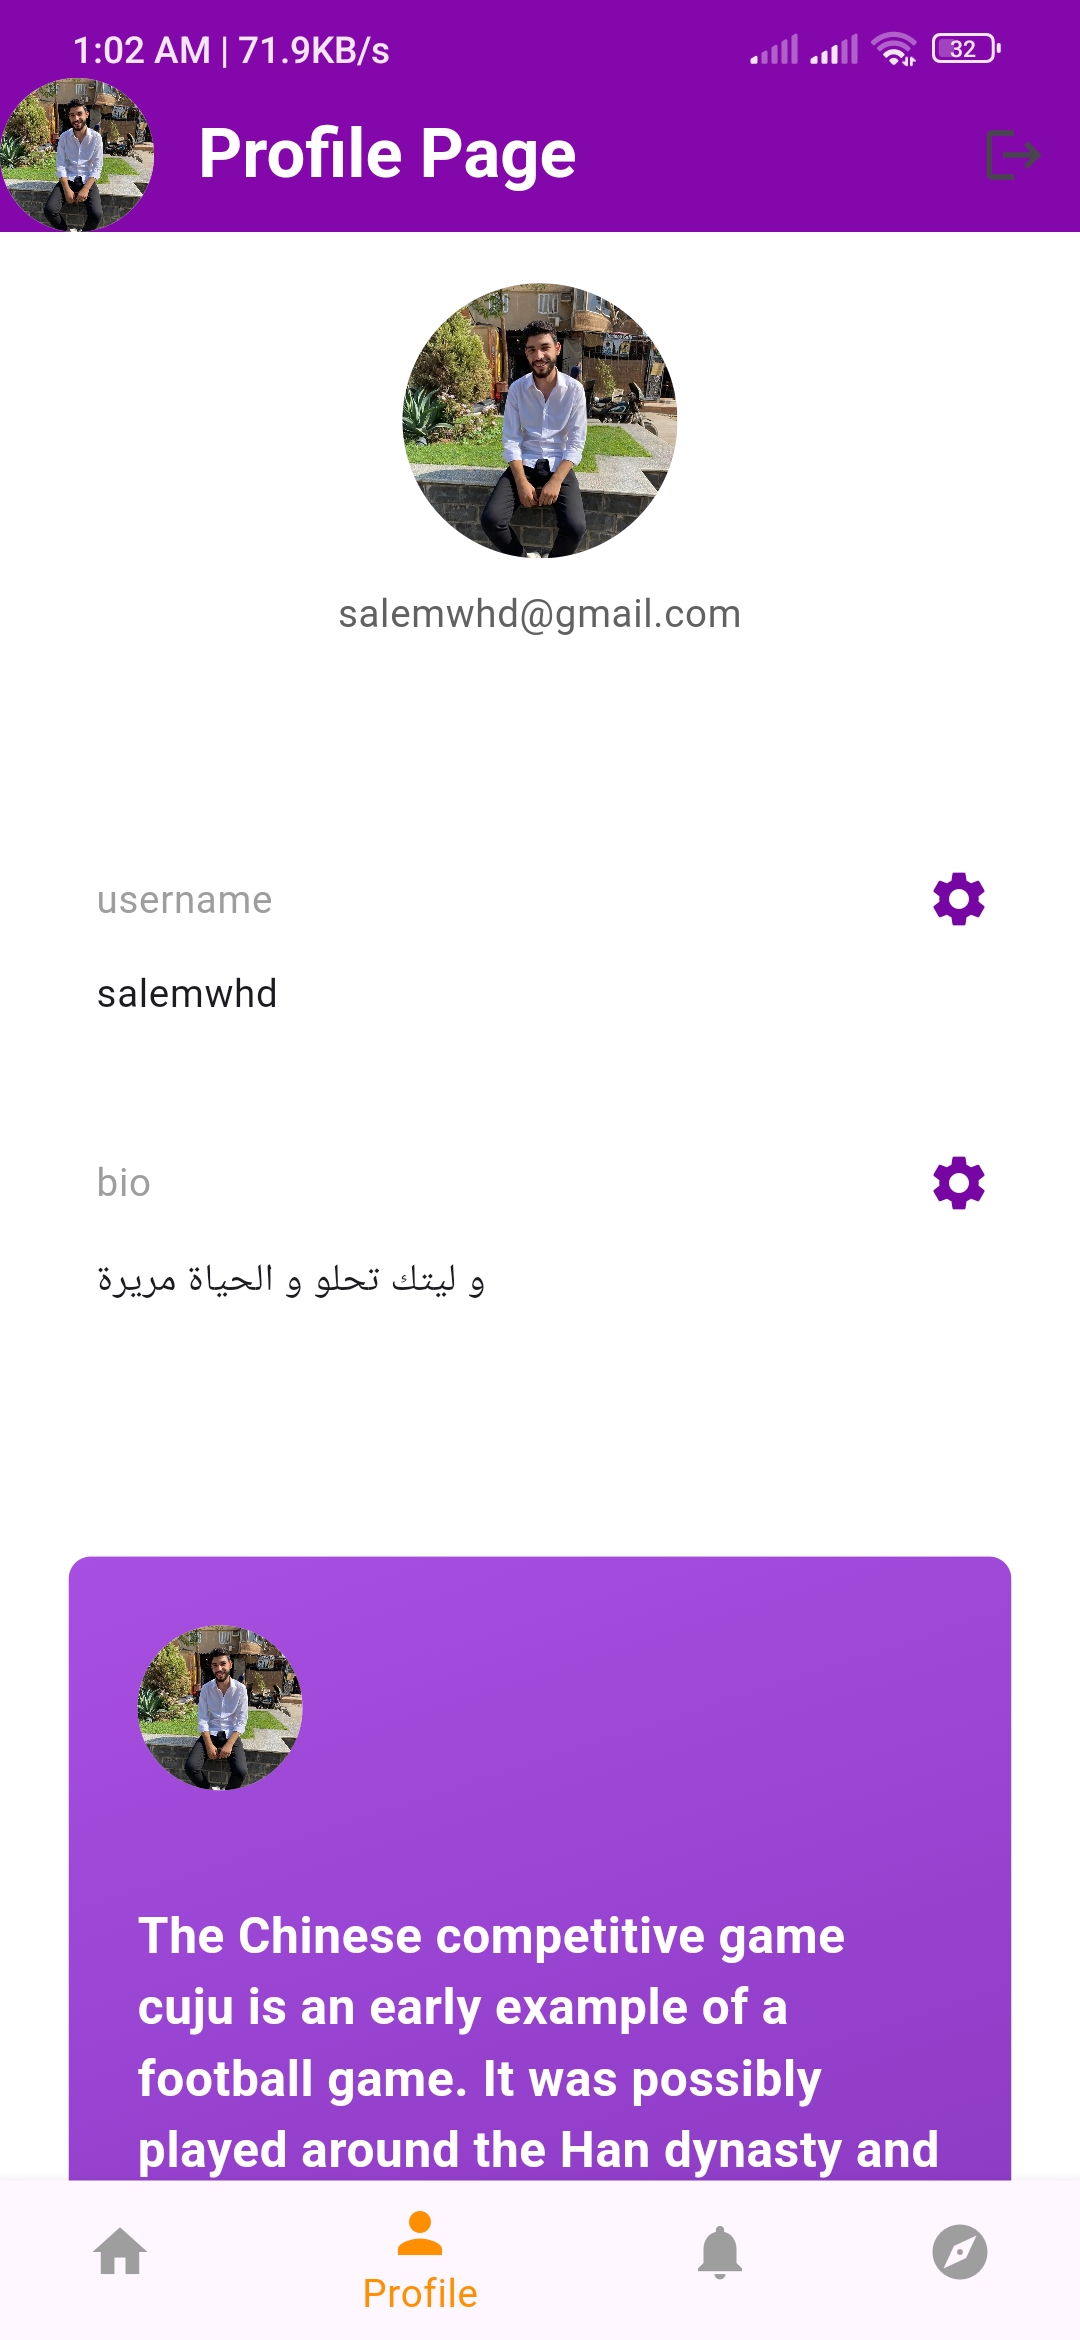 1:02 AM | 71.9KB/s
32
Profile Page
salemwhd@gmail.com
username
salemwhd
bio
و ليتك تحلو و الحياة مريرة
The Chinese competitive game
cuju is an early example of a
football game. It was possibly
played around the Han dynasty and
Profile